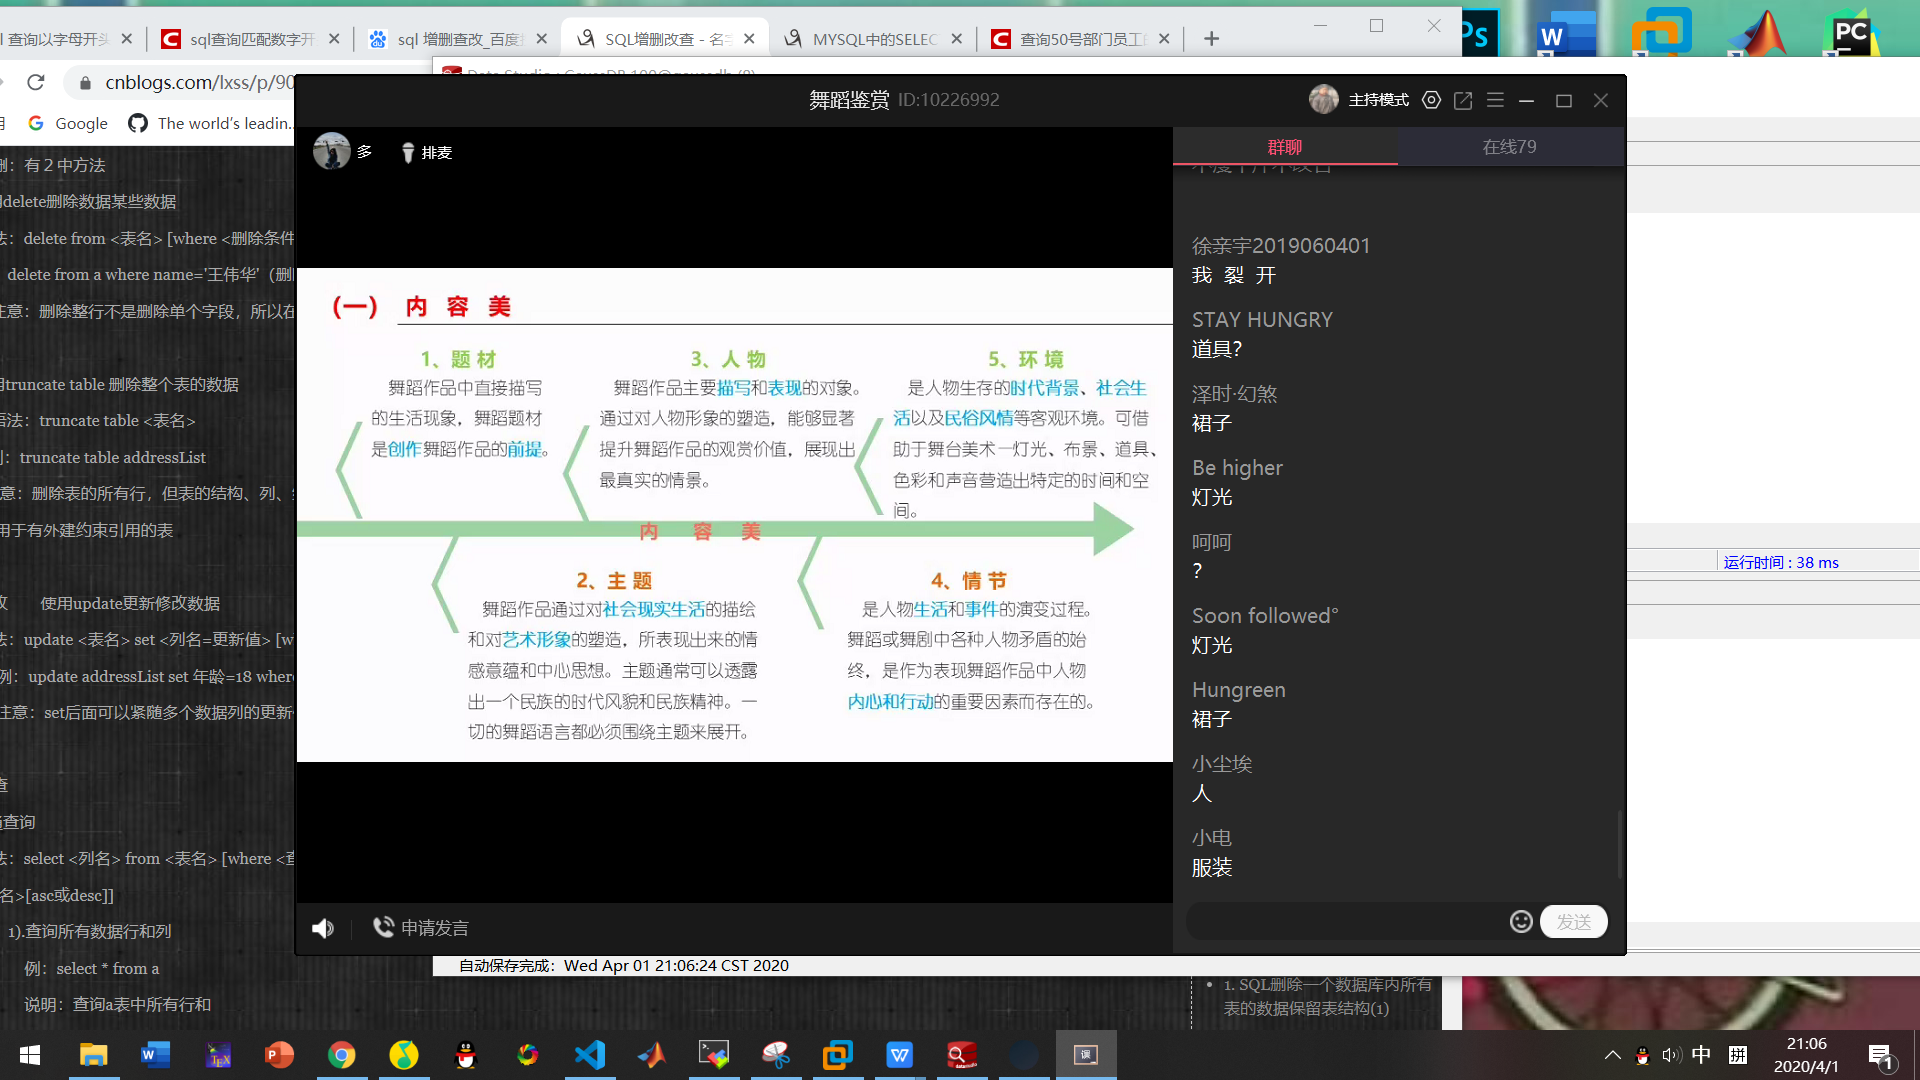 查询以字母开头
sql查询匹配数字开
sql 增删查改_百度
SQL增删改查 - 名
MYSQL中的SELEC
查询50号部门员工
cnblogs.com/lxss/p/90
Google
The world's leadin...
删：有２中方法
delete删除数据某些数据
法：delete from <表名> [where <删除条件
delete from a where name='王伟华'（删
注意：删除整行不是删除单个字段，所以在
truncate table 删除整个表的数据
语法：truncate table <表名>
truncate table addressList
意：删除表的所有行，但表的结构、列、
用于有外建约束引用的表
改 使用update更新修改数据
法：update <表名> set <列名=更新值> [w
例：update addressList set 年龄=18 wher
注意：set后面可以紧随多个数据列的更新
查
查询
法：select <列名> from <表名> [where <查
名>[asc或desc]]
1).查询所有数据行和列
例：select * from a
说明：查询a表中所有行和
舞蹈鉴赏 ID:10226992
主持模式
多
排麦
群聊
在线79
(一) 内 容 美
1、题 材
舞蹈作品中直接描写
的生活现象，舞蹈题材
是创作舞蹈作品的前提。
3、人 物
舞蹈作品主要描写和表现的对象。
通过对人物形象的塑造，能够显著
提升舞蹈作品的观赏价值，展现出
最真实的情景。
5、环 境
是人物生存的时代背景、社会生
活以及民俗风情等客观环境。可借
助于舞台美术一灯光、布景、道具、
色彩和声音营造出特定的时间和空
间。
内 容 美
2、主 题
舞蹈作品通过对社会现实生活的描绘
和对艺术形象的塑造，所表现出来的情
感意蕴和中心思想。主题通常可以透露
出一个民族的时代风貌和民族精神。一
切的舞蹈语言都必须围绕主题来展开。
4、情 节
是人物生活和事件的演变过程。
舞蹈或舞剧中各种人物矛盾的始
终，是作为表现舞蹈作品中人物
内心和行动的重要因素而存在的。
徐亲宇2019060401
我 裂 开
STAY HUNGRY
道具?
泽时·幻煞
裙子
Be higher
灯光
呵呵
?
Soon followed°
灯光
Hungreen
裙子
小尘埃
人
小电
服装
申请发言
发送
自动保存完成：Wed Apr 01 21:06:24 CST 2020
运行时间 : 38 ms
1. SQL删除一个数据库内所有
表的数据保留表结构(1)
Ps
W
PC
中
拼
21:06
2020/4/1
1